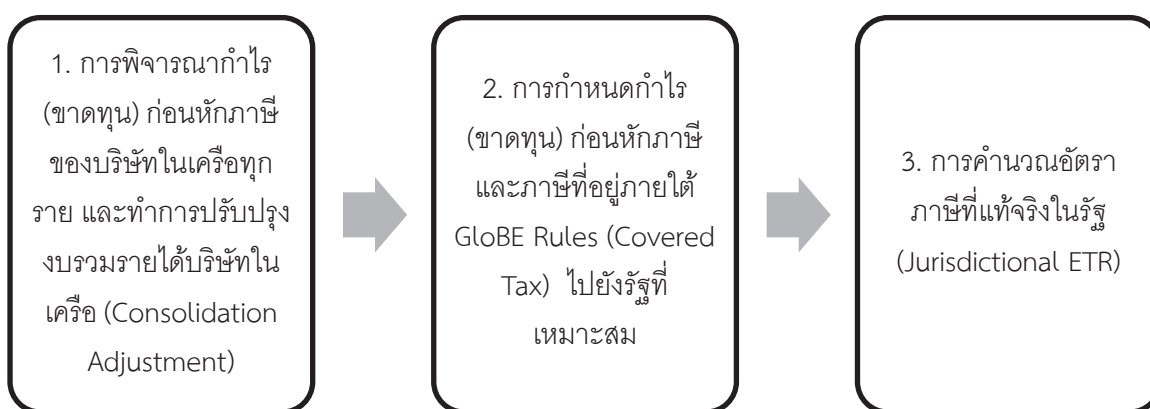 1. การพิจารณากำไร
(ขาดทุน) ก่อนหักภาษี
ของบริษัทในเครือทุก
ราย และทำการปรับปรุง
งบรวมรายได้บริษัทใน
เครือ (Consolidation
Adjustment)
2. การกำหนดกำไร
(ขาดทุน) ก่อนหักภาษี
และภาษีที่อยู่ภายใต้
GloBE Rules (Covered
Tax) ไปยังรัฐที่
เหมาะสม
3. การคำนวณอัตรา
ภาษีที่แท้จริงในรัฐ
(Jurisdictional ETR)